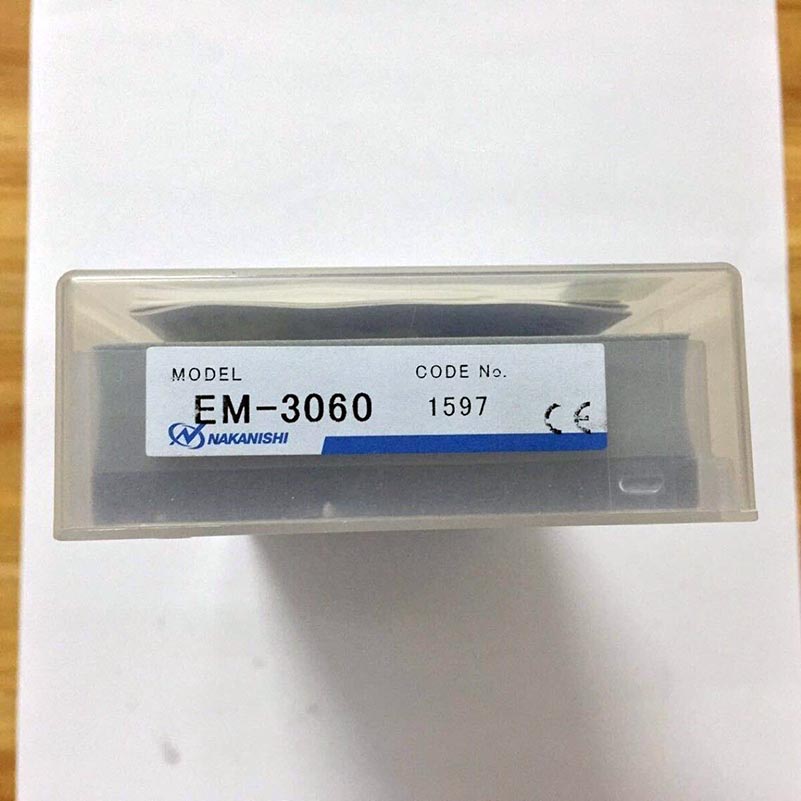 MODEL
EM-3060
CODE No.
1597
CE
NAKANISHI